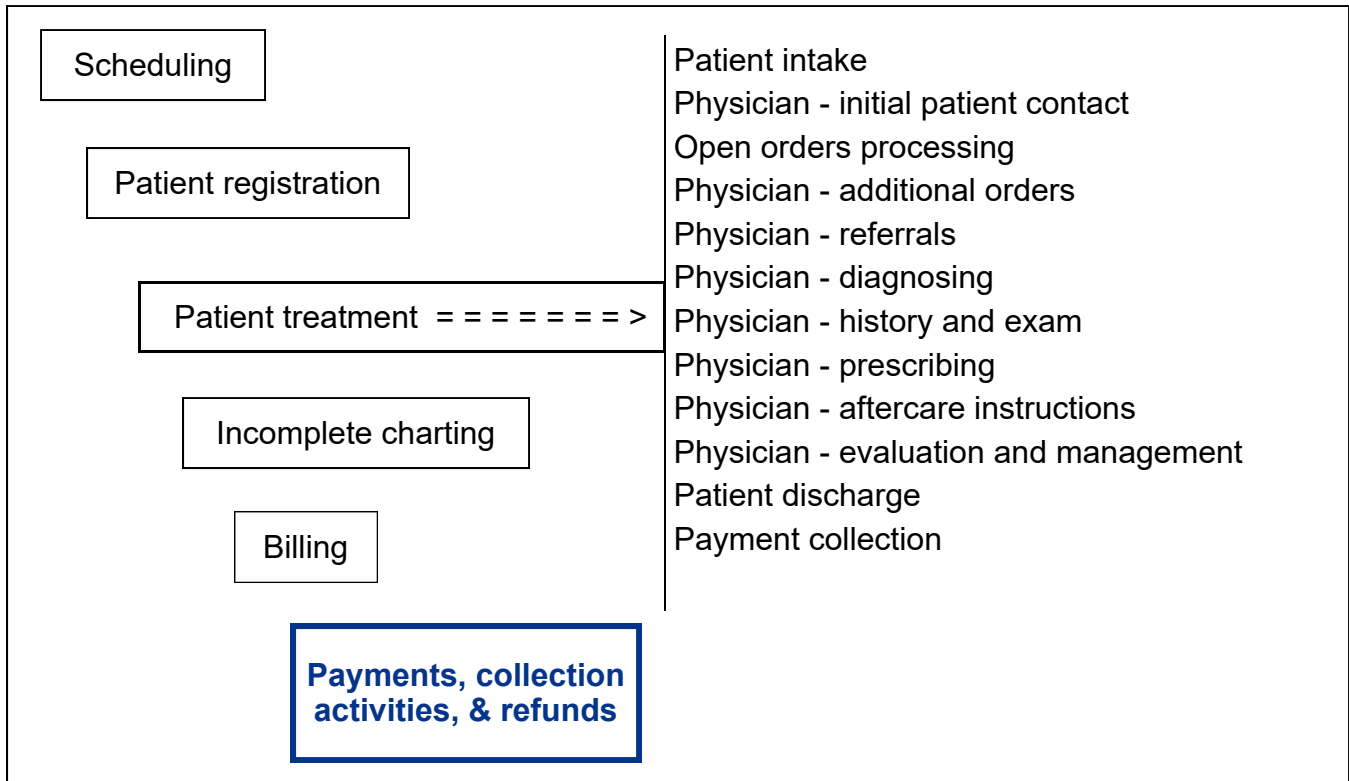 Scheduling
Patient registration
Patient treatment = = = = = = = >
Incomplete charting
Billing
Payments, collection
activities, & refunds
Patient intake
Physician - initial patient contact
Open orders processing
Physician - additional orders
Physician - referrals
Physician - diagnosing
Physician - history and exam
Physician - prescribing
Physician - aftercare instructions
Physician - evaluation and management
Patient discharge
Payment collection